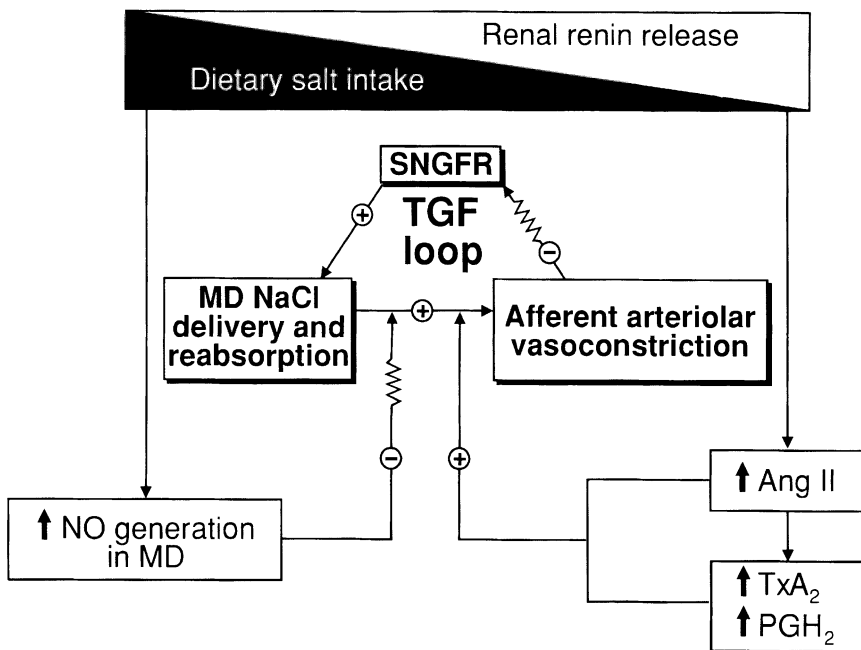 Renal renin release
Dietary salt intake
SNGFR
+
TGF
loop
−
MD NaCl
delivery and
reabsorption
+
Afferent arteriolar
vasoconstriction
−
+
↑ Ang II
↑ NO generation
in MD
↑ TxA₂
↑ PGH₂